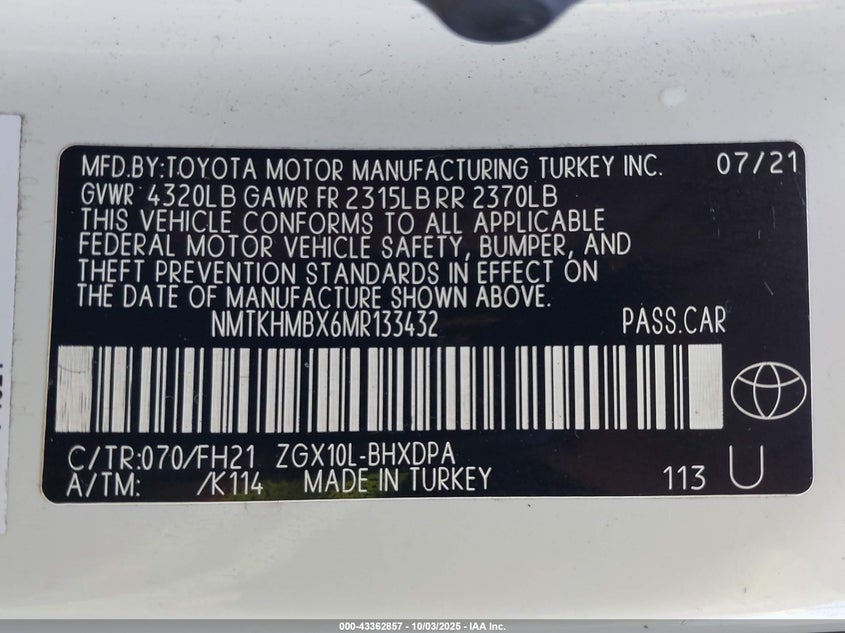 MFD.BY:TOYOTA MOTOR MANUFACTURING TURKEY INC. 07/21
GVWR 4320LB GAWR FR 2315LB RR 2370LB
THIS VEHICLE CONFORMS TO ALL APPLICABLE
FEDERAL MOTOR VEHICLE SAFETY, BUMPER, AND
THEFT PREVENTION STANDARDS IN EFFECT ON
THE DATE OF MANUFACTURE SHOWN ABOVE.
NMTKHMBX6MR133432 PASS.CAR
C/TR:070/FH21 ZGX10L-BHXDPA
A/TM: /K114 MADE IN TURKEY 113 U
000-43362857 - 10/03/2025 - IAA Inc.